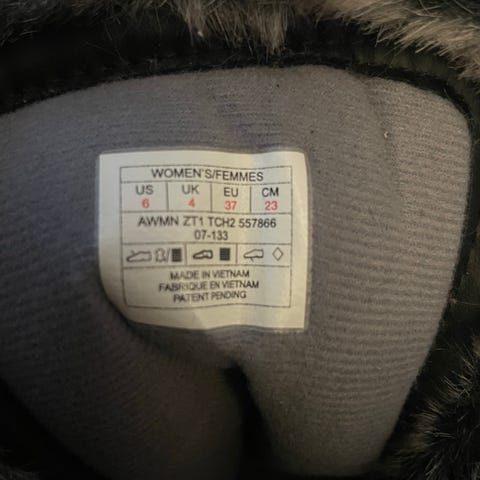 WOMEN'S/FEMMES
US UK EU CM
6 4 37 23
AWMN ZT1 TCH2 557866
07-133
MADE IN VIETNAM
FABRIQUE EN VIETNAM
PATENT PENDING